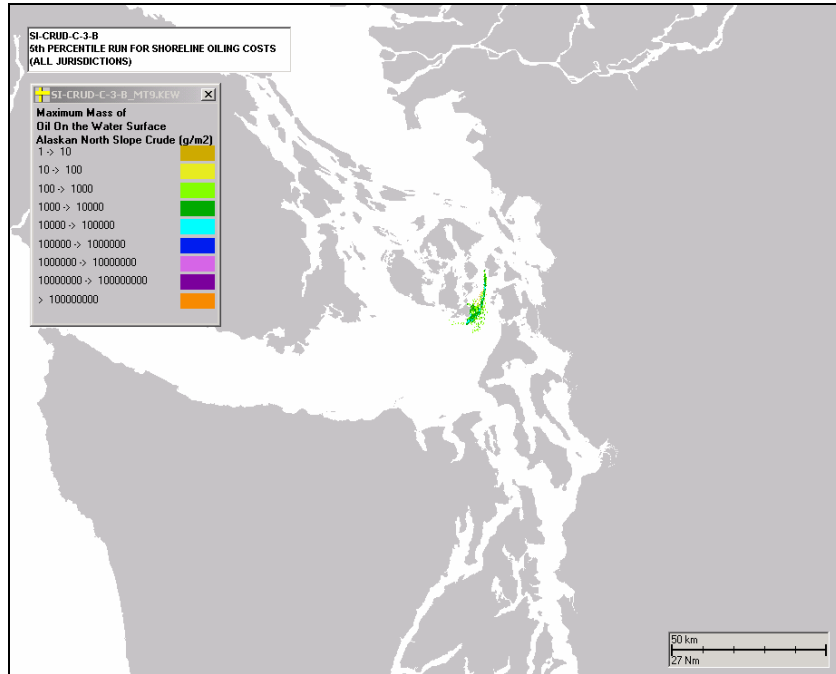 SI-CRUD-C-3-B
5th PERCENTILE RUN FOR SHORELINE OILING COSTS
(ALL JURISDICTIONS)
SI-CRUD-C-3-B_MT9.KEW
Maximum Mass of
Oil On the Water Surface
Alaskan North Slope Crude (g/m2)
1 -> 10
10 -> 100
100 -> 1000
1000 -> 10000
10000 -> 100000
100000 -> 1000000
1000000 -> 10000000
10000000 -> 100000000
> 100000000
50 km
27 Nm